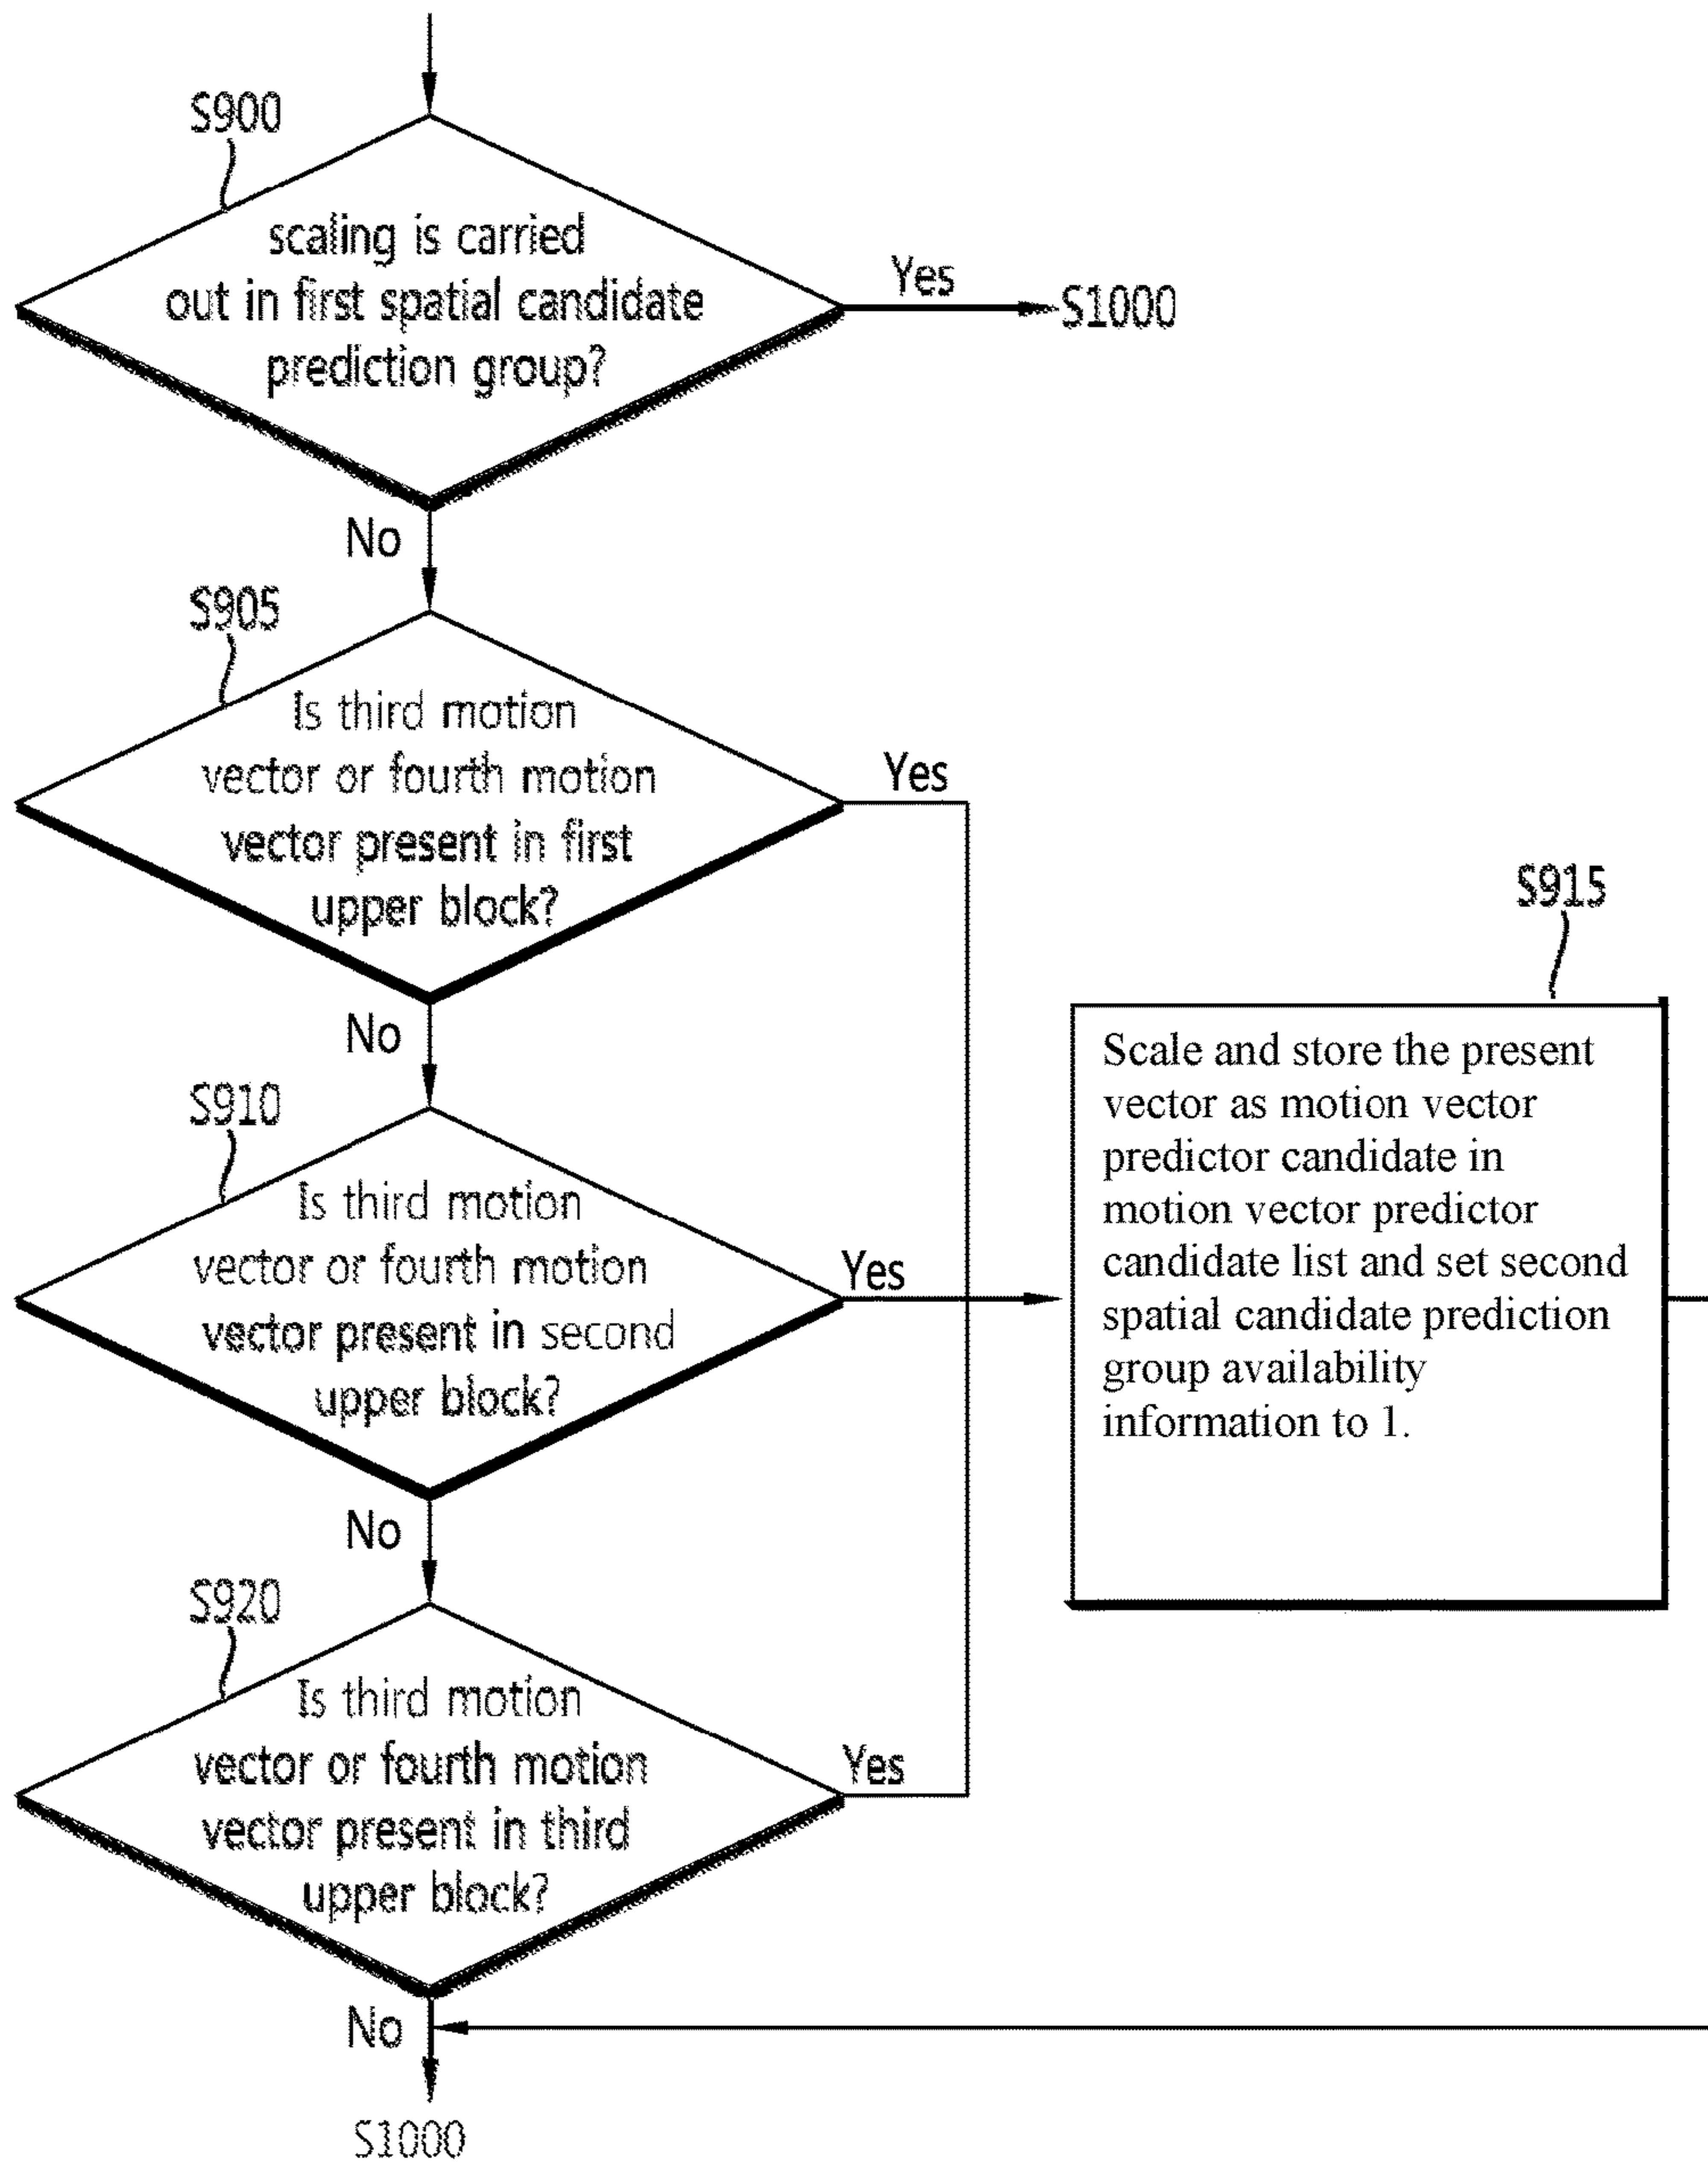 S900
scaling is carried
out in first spatial candidate
prediction group?
Yes
S1000
No
S905
Is third motion
vector or fourth motion
vector present in first
upper block?
Yes
No
S910
Is third motion
vector or fourth motion
vector present in second
upper block?
Yes
S915
Scale and store the present
vector as motion vector
predictor candidate in
motion vector predictor
candidate list and set second
spatial candidate prediction
group availability
information to 1.
No
S920
Is third motion
vector or fourth motion
vector present in third
upper block?
Yes
No
S1000